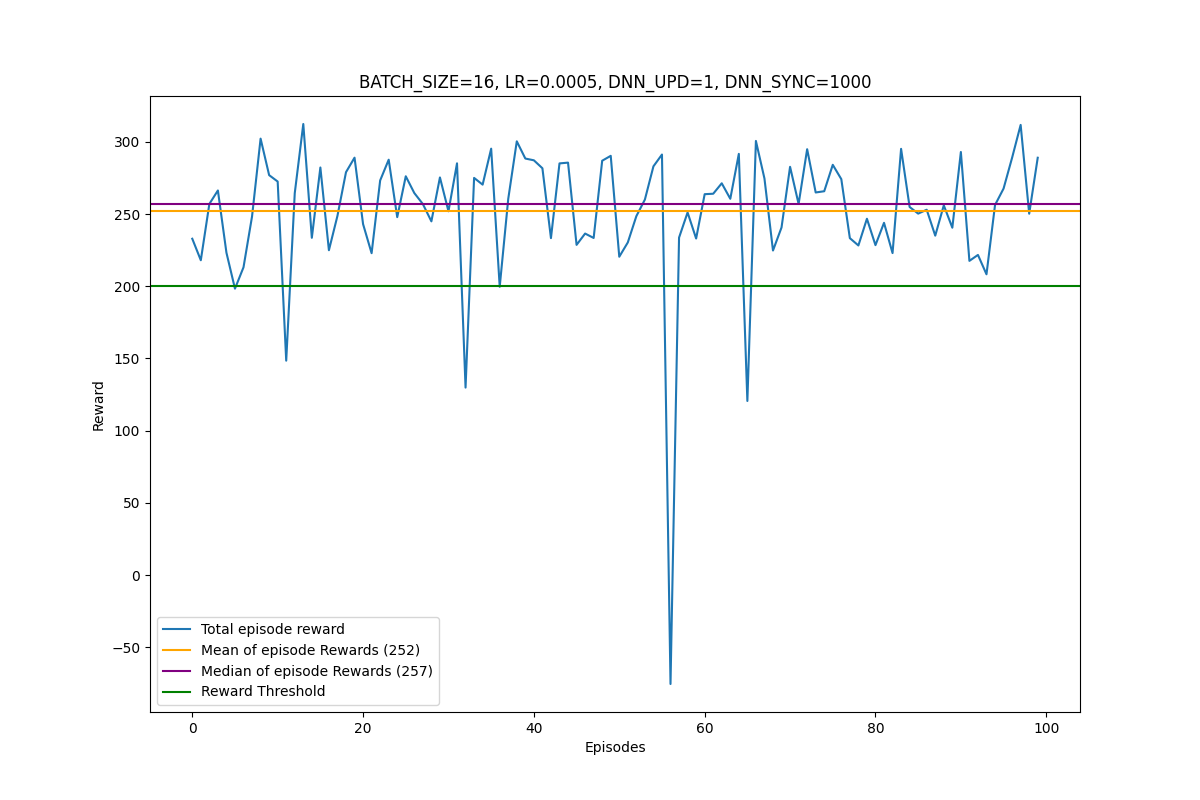 BATCH_SIZE=16, LR=0.0005, DNN_UPD=1, DNN_SYNC=1000
300
250
200
150
100
50
0
−50
Reward
Total episode reward
Mean of episode Rewards (252)
Median of episode Rewards (257)
Reward Threshold
0 20 40 60 80 100
Episodes